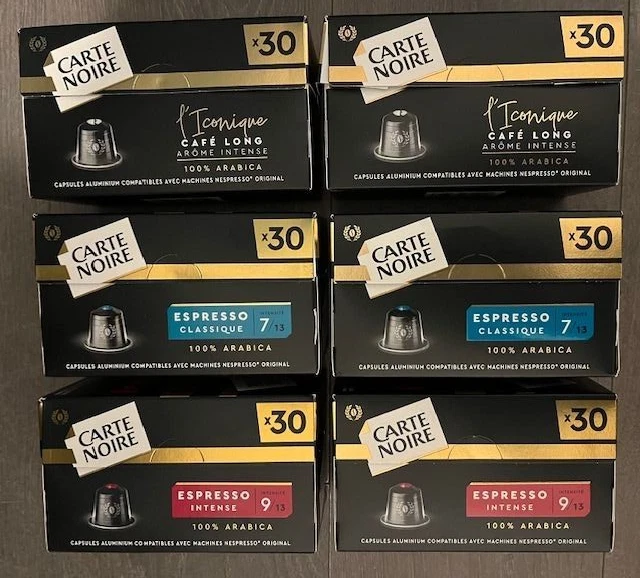 CARTE
NOIRE
x30
l'Iconique
CAFÉ LONG
ARÔME INTENSE
100% ARABICA
CAPSULES ALUMINIUM COMPATIBLES AVEC MACHINES NESPRESSO* ORIGINAL
CARTE
NOIRE
x30
l'Iconique
CAFÉ LONG
ARÔME INTENSE
100% ARABICA
CAPSULES ALUMINIUM COMPATIBLES AVEC MACHINES NESPRESSO* ORIGINAL
CARTE
NOIRE
x30
ESPRESSO
CLASSIQUE
INTENSITÉ
7/13
100% ARABICA
CAPSULES ALUMINIUM COMPATIBLES AVEC MACHINES NESPRESSO* ORIGINAL
CARTE
NOIRE
x30
ESPRESSO
CLASSIQUE
INTENSITÉ
7/13
100% ARABICA
CAPSULES ALUMINIUM COMPATIBLES AVEC MACHINES NESPRESSO* ORIGINAL
CARTE
NOIRE
x30
ESPRESSO
INTENSE
INTENSITÉ
9/13
100% ARABICA
CAPSULES ALUMINIUM COMPATIBLES AVEC MACHINES NESPRESSO* ORIGINAL
CARTE
NOIRE
x30
ESPRESSO
INTENSE
INTENSITÉ
9/13
100% ARABICA
CAPSULES ALUMINIUM COMPATIBLES AVEC MACHINES NESPRESSO* ORIGINAL